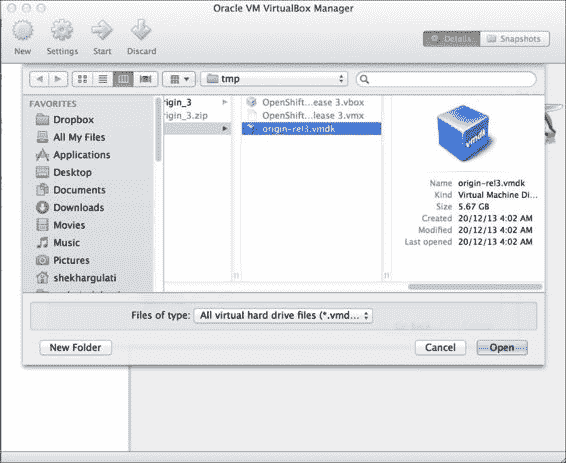 Oracle VM VirtualBox Manager
New Settings Start Discard
Details Snapshots
tmp
FAVORITES
Dropbox
All My Files
Applications
Desktop
Documents
Downloads
Movies
Music
Pictures
shekhargulati
rigin_3
rigin_3.zip
OpenShift...ease 3.vbox
OpenShift...lease 3.vmx
origin-rel3.vmdk
vmdk
Name origin-rel3.vmdk
Kind Virtual Machine Di...
Size 5.67 GB
Created 20/12/13 4:02 AM
Modified 20/12/13 4:02 AM
Last opened 20/12/13 4:02 AM
Files of type: All virtual hard drive files (*.vmd...
New Folder
Cancel
Open